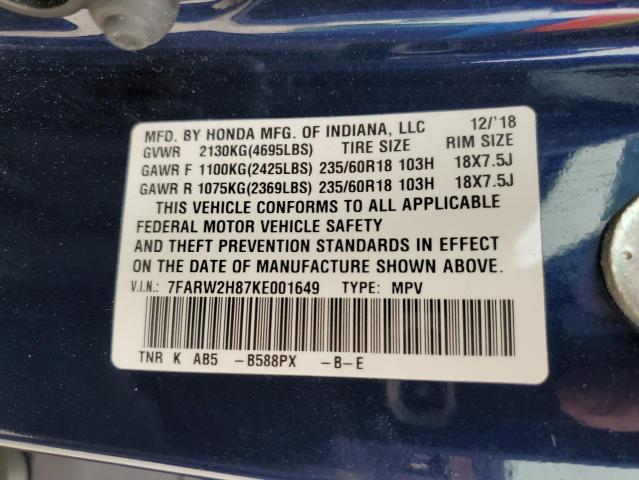 MFD. BY HONDA MFG. OF INDIANA, LLC 12/'18
GVWR 2130KG(4695LBS) TIRE SIZE RIM SIZE
GAWR F 1100KG(2425LBS) 235/60R18 103H 18X7.5J
GAWR R 1075KG(2369LBS) 235/60R18 103H 18X7.5J
THIS VEHICLE CONFORMS TO ALL APPLICABLE
FEDERAL MOTOR VEHICLE SAFETY
AND THEFT PREVENTION STANDARDS IN EFFECT
ON THE DATE OF MANUFACTURE SHOWN ABOVE.
V.I.N.: 7FARW2H87KE001649 TYPE: MPV
TNR K AB5 -B588PX -B-E